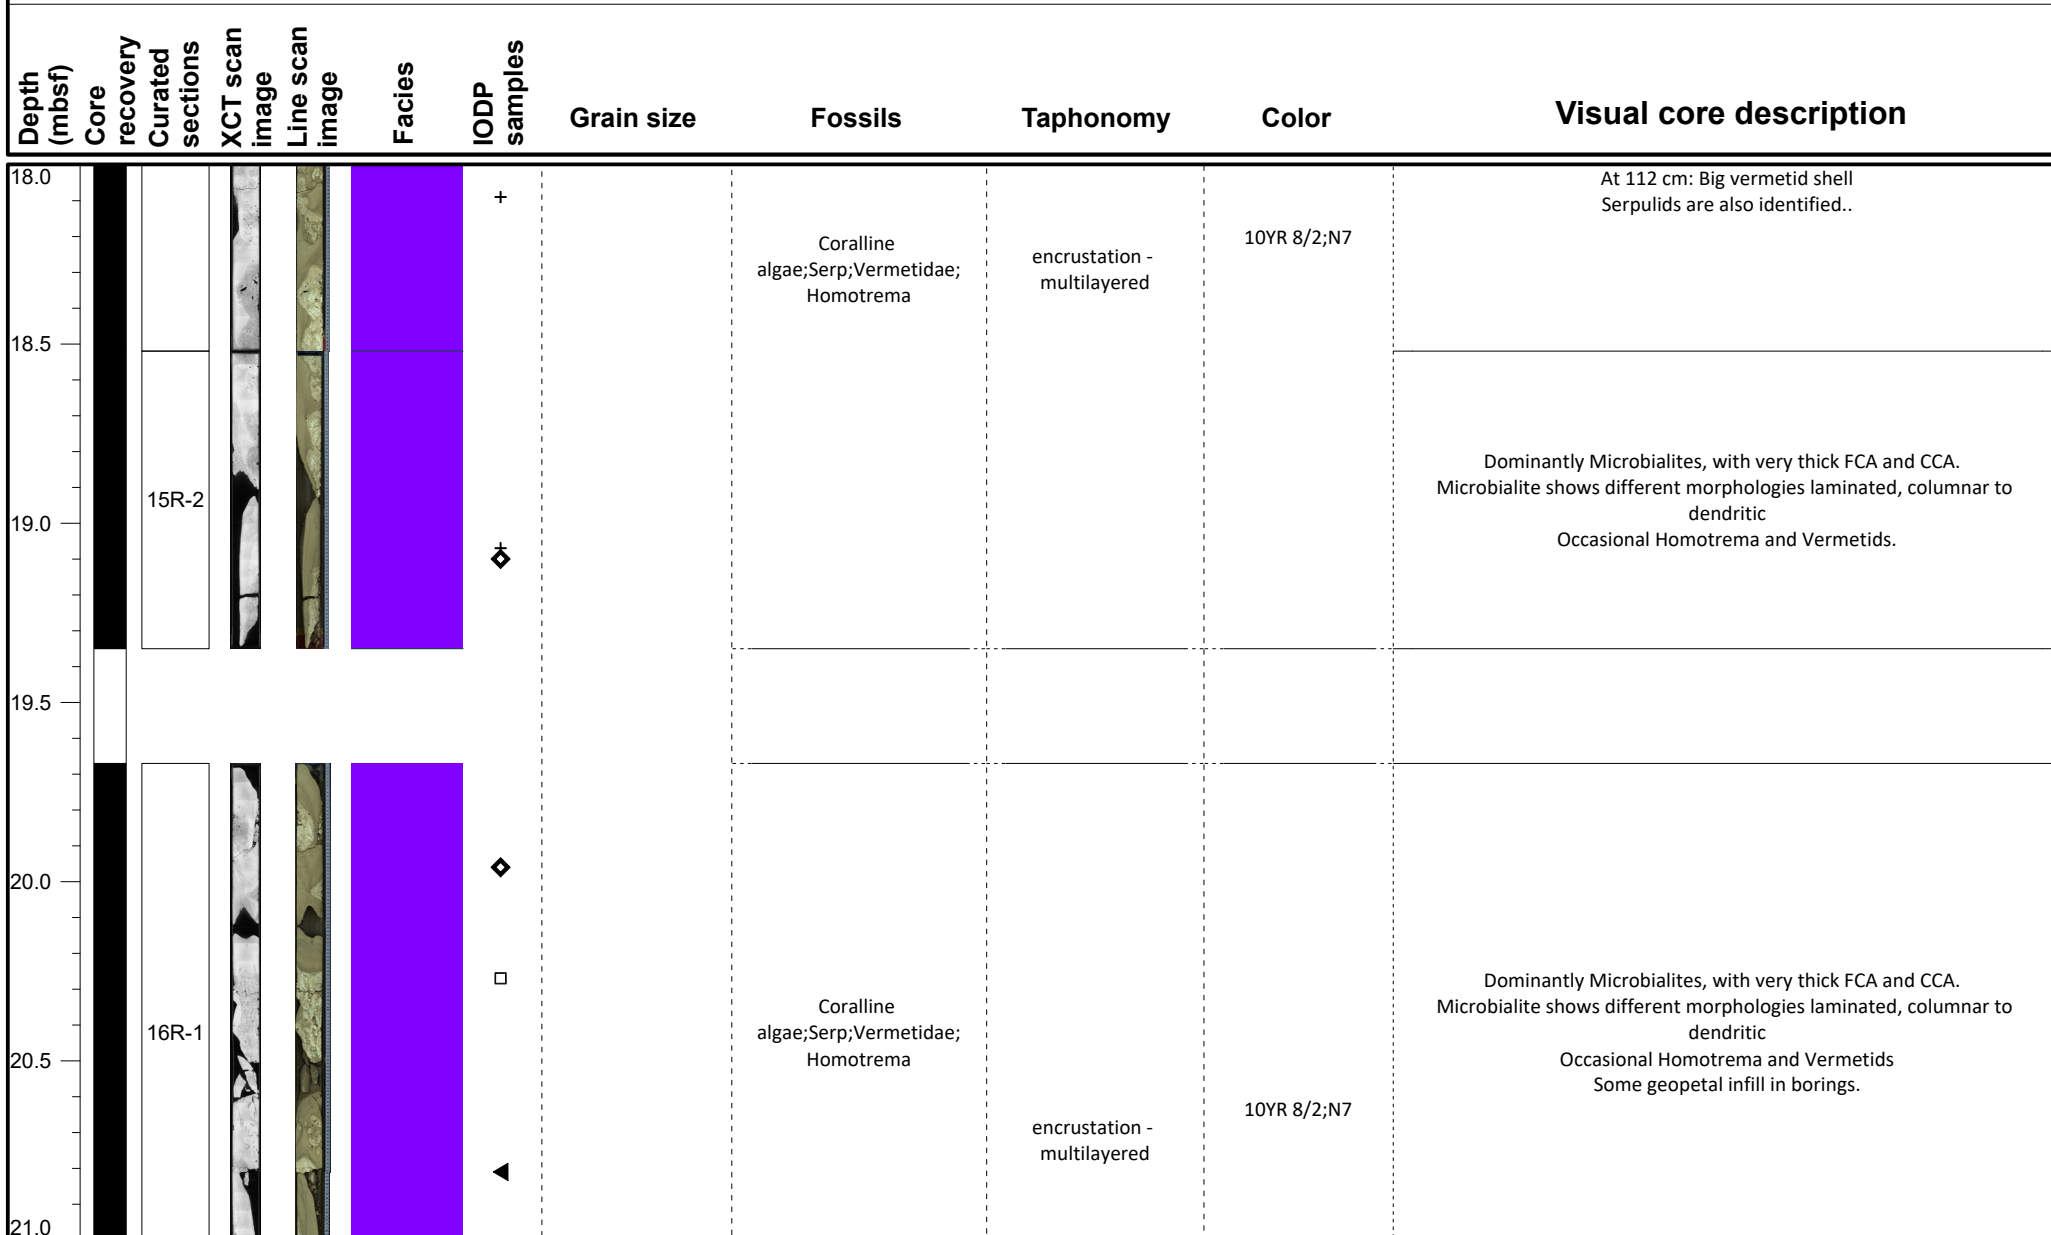 Depth
(mbsf)
Core
recovery
Curated
sections
XCT scan
image
Line scan
image
Facies
IODP
samples
Grain size
Fossils
Taphonomy
Color
Visual core description
18.0
At 112 cm: Big vermetid shell
Serpulids are also identified..
Coralline
algae;Serp;Vermetidae;
Homotrema
encrustation -
multilayered
10YR 8/2;N7
18.5
15R-2
Dominantly Microbialites, with very thick FCA and CCA.
Microbialite shows different morphologies laminated, columnar to
dendritic
Occasional Homotrema and Vermetids.
19.0
19.5
20.0
16R-1
Coralline
algae;Serp;Vermetidae;
Homotrema
encrustation -
multilayered
10YR 8/2;N7
Dominantly Microbialites, with very thick FCA and CCA.
Microbialite shows different morphologies laminated, columnar to
dendritic
Occasional Homotrema and Vermetids
Some geopetal infill in borings.
20.5
21.0